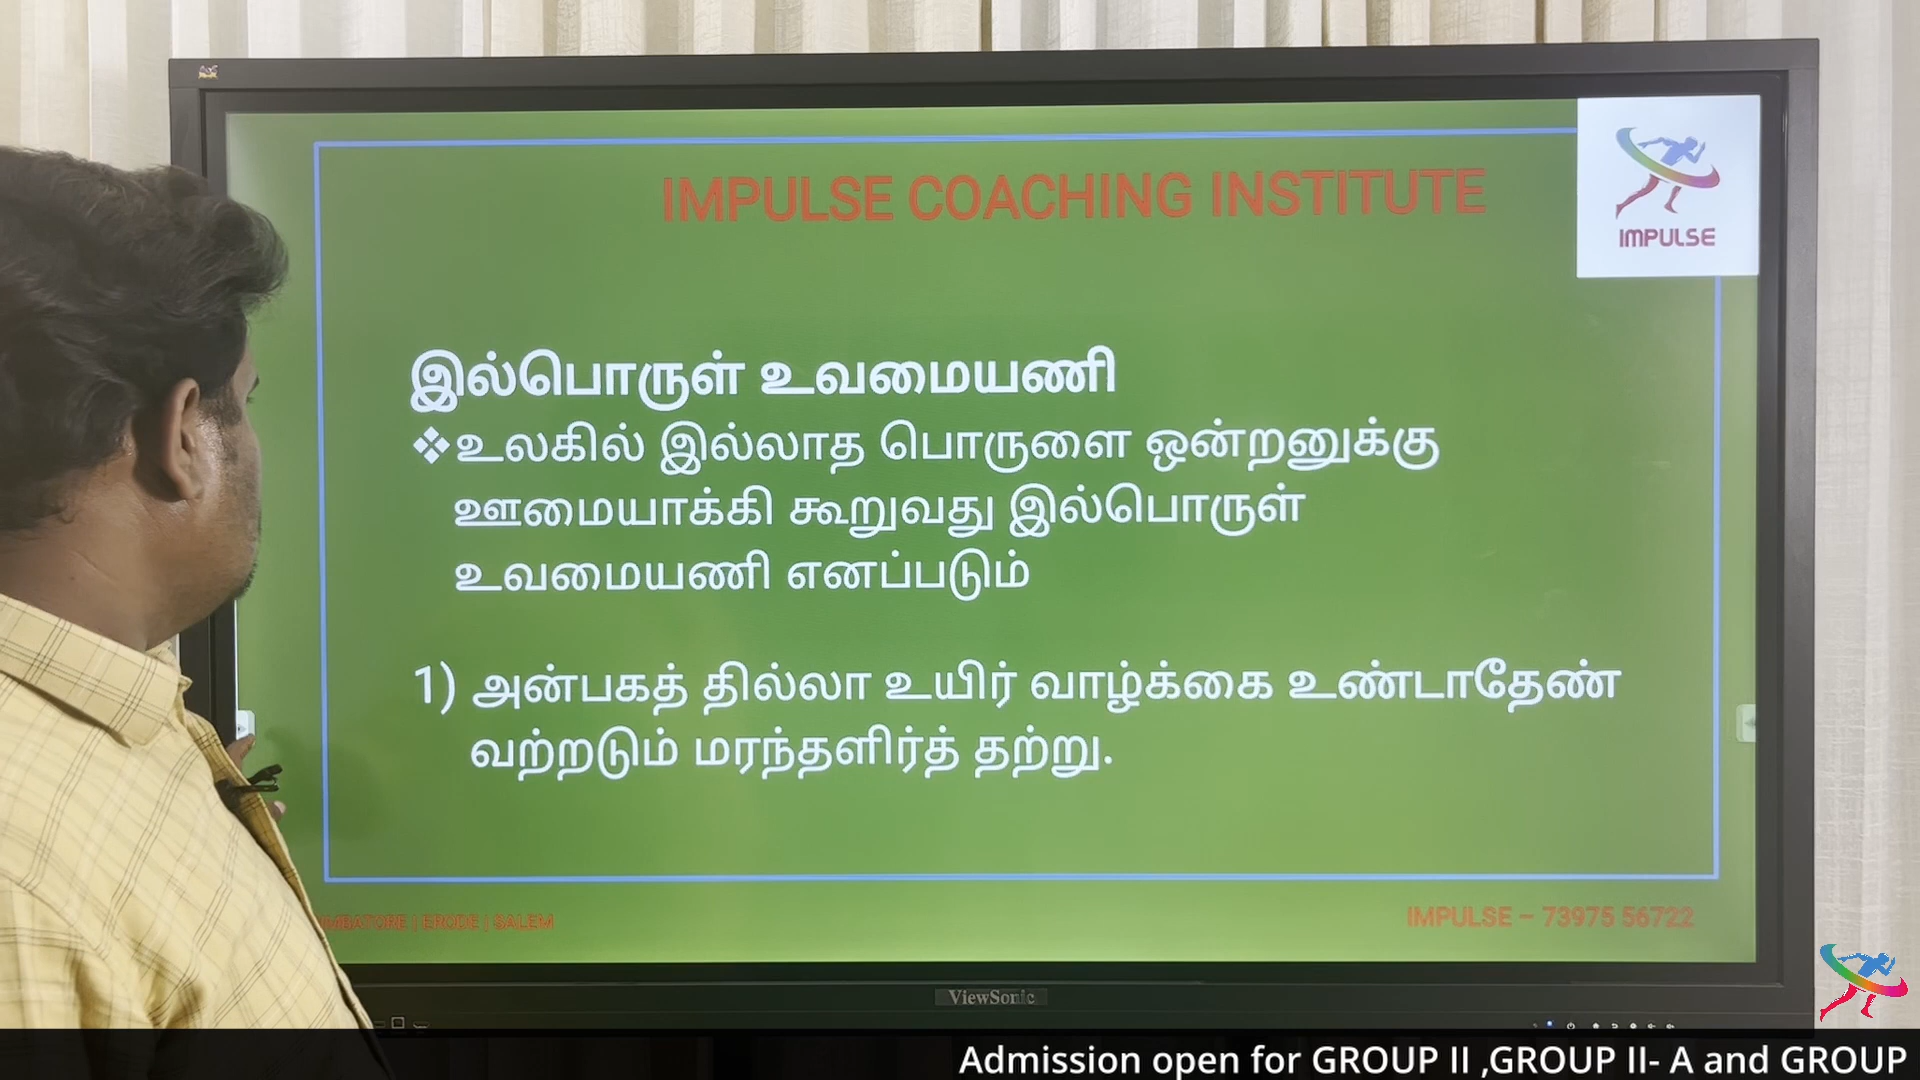 IMPULSE COACHING INSTITUTE
IMPULSE
இல்பொருள் உவமையணி
❖உலகில் இல்லாத பொருளை ஒன்றனுக்கு
ஊமையாக்கி கூறுவது இல்பொருள்
உவமையணி எனப்படும்
1) அன்பகத் தில்லா உயிர் வாழ்க்கை உண்டாதேண்
வற்றடும் மரந்தளிர்த் தற்று.
| ERODE | SALEM
IMPULSE – 73975 56722
ViewSonic
Admission open for GROUP II ,GROUP II- A and GROUP